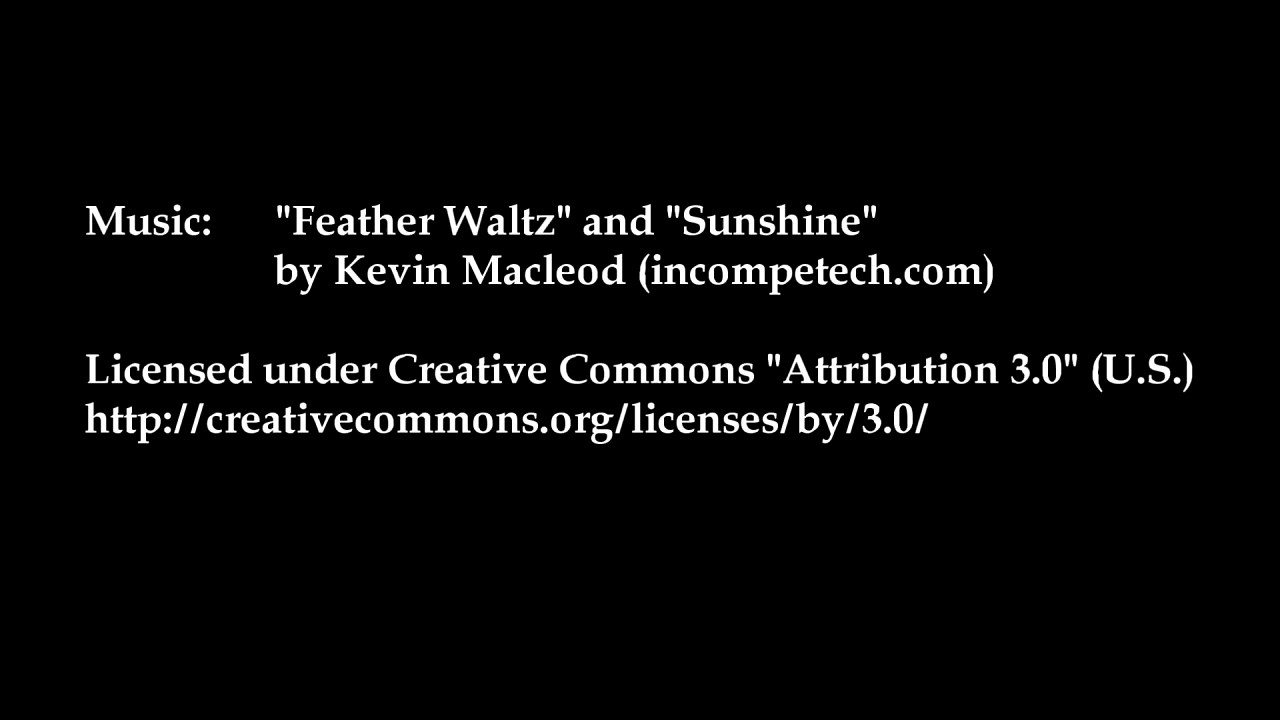 Music: "Feather Waltz" and "Sunshine"
by Kevin Macleod (incompetech.com)
Licensed under Creative Commons "Attribution 3.0" (U.S.)
http://creativecommons.org/licenses/by/3.0/